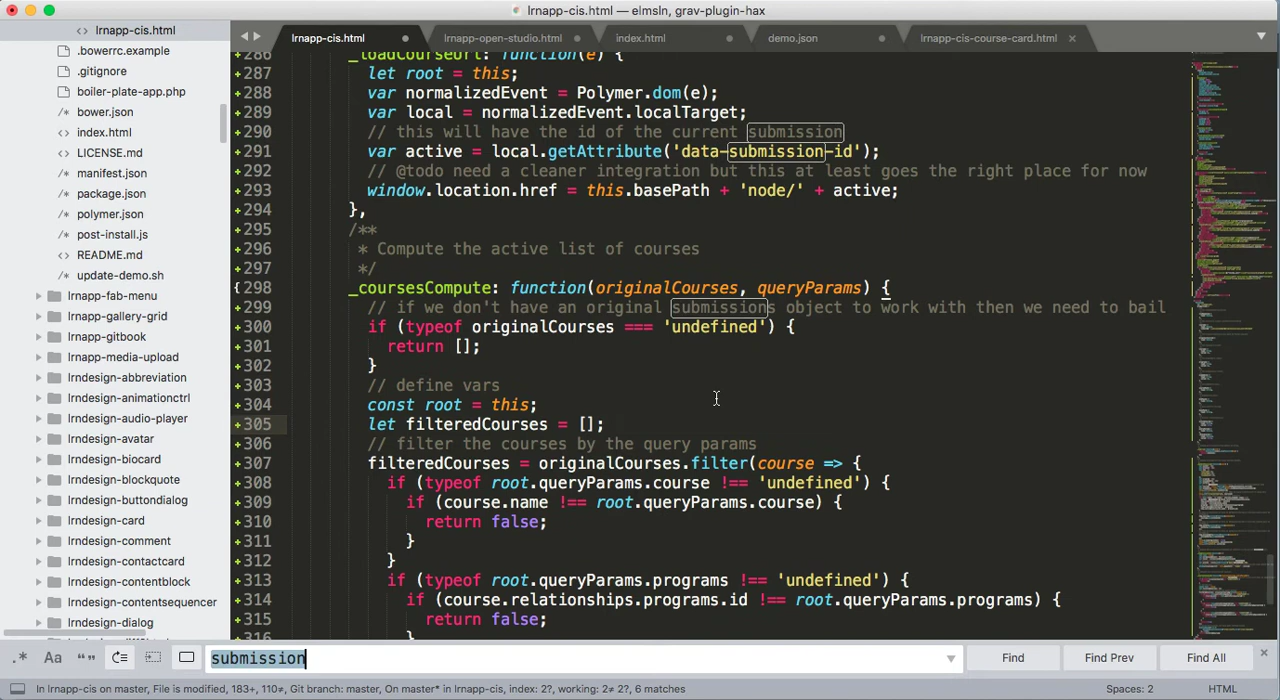 lrnapp-cis.html — elmsln, grav-plugin-hax
<> lrnapp-cis.html
.bowerrc.example
.gitignore
boiler-plate-app.php
/* bower.json
<> index.html
<> LICENSE.md
/* manifest.json
/* package.json
/* polymer.json
/* post-install.js
<> README.md
/* update-demo.sh
lrnapp-fab-menu
lrnapp-gallery-grid
lrnapp-gitbook
lrnapp-media-upload
lrndesign-abbreviation
lrndesign-animationctrl
lrndesign-audio-player
lrndesign-avatar
lrndesign-biocard
lrndesign-blockquote
lrndesign-buttondialog
lrndesign-card
lrndesign-comment
lrndesign-contactcard
lrndesign-contentblock
lrndesign-contentsequencer
lrndesign-dialog
lrnapp-cis.html lrnapp-open-studio.html index.html demo.json lrnapp-cis-course-card.html ×
286 _loadCourseUrl: function(e) {
287 let root = this;
288 var normalizedEvent = Polymer.dom(e);
289 var local = normalizedEvent.localTarget;
290 // this will have the id of the current submission
291 var active = local.getAttribute('data-submission-id');
292 // @todo need a cleaner integration but this at least goes the right place for now
293 window.location.href = this.basePath + 'node/' + active;
294 },
295 /**
296 * Compute the active list of courses
297 */
298 _coursesCompute: function(originalCourses, queryParams) {
299 // if we don't have an original submissions object to work with then we need to bail
300 if (typeof originalCourses === 'undefined') {
301 return [];
302 }
303 // define vars
304 const root = this;
305 let filteredCourses = [];
306 // filter the courses by the query params
307 filteredCourses = originalCourses.filter(course => {
308 if (typeof root.queryParams.course !== 'undefined') {
309 if (course.name !== root.queryParams.course) {
310 return false;
311 }
312 }
313 if (typeof root.queryParams.programs !== 'undefined') {
314 if (course.relationships.programs.id !== root.queryParams.programs) {
315 return false;
316 }
.* Aa “” submission Find Find Prev Find All ×
In lrnapp-cis on master, File is modified, 183+, 110≠, Git branch: master, On master* in lrnapp-cis, index: 2?, working: 2≠ 2?, 6 matches Spaces: 2 HTML